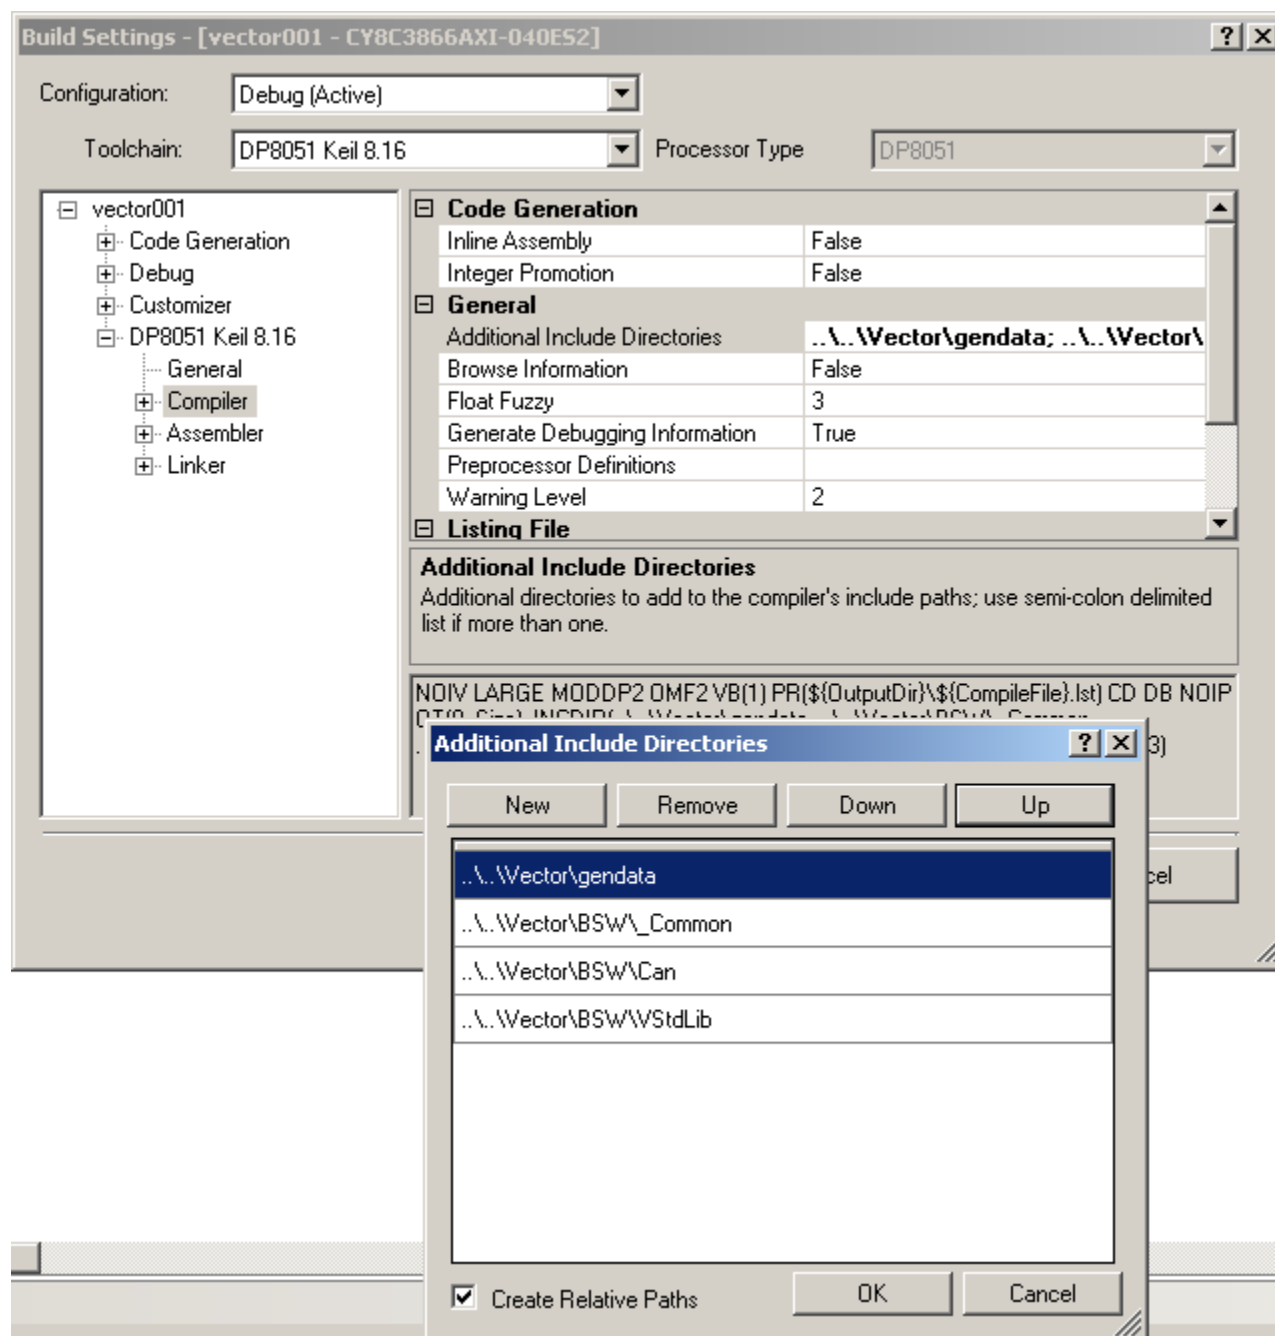 Build Settings - [vector001 - CY8C3866AXI-040ES2]
Configuration: Debug (Active)
Toolchain: DP8051 Keil 8.16 Processor Type DP8051
vector001
Code Generation
Debug
Customizer
DP8051 Keil 8.16
General
Compiler
Assembler
Linker
Code Generation
Inline Assembly False
Integer Promotion False
General
Additional Include Directories ..\..\Vector\gendata; ..\..\Vector\
Browse Information False
Float Fuzzy 3
Generate Debugging Information True
Preprocessor Definitions
Warning Level 2
Listing File
Additional Include Directories
Additional directories to add to the compiler's include paths; use semi-colon delimited
list if more than one.
NOIV LARGE MODDP2 OMF2 VB(1) PR(${OutputDir}\${CompileFile}.lst) CD DB NOIP
3)
cel
Additional Include Directories
New Remove Down Up
..\..\Vector\gendata
..\..\Vector\BSW\_Common
..\..\Vector\BSW\Can
..\..\Vector\BSW\VStdLib
Create Relative Paths OK Cancel